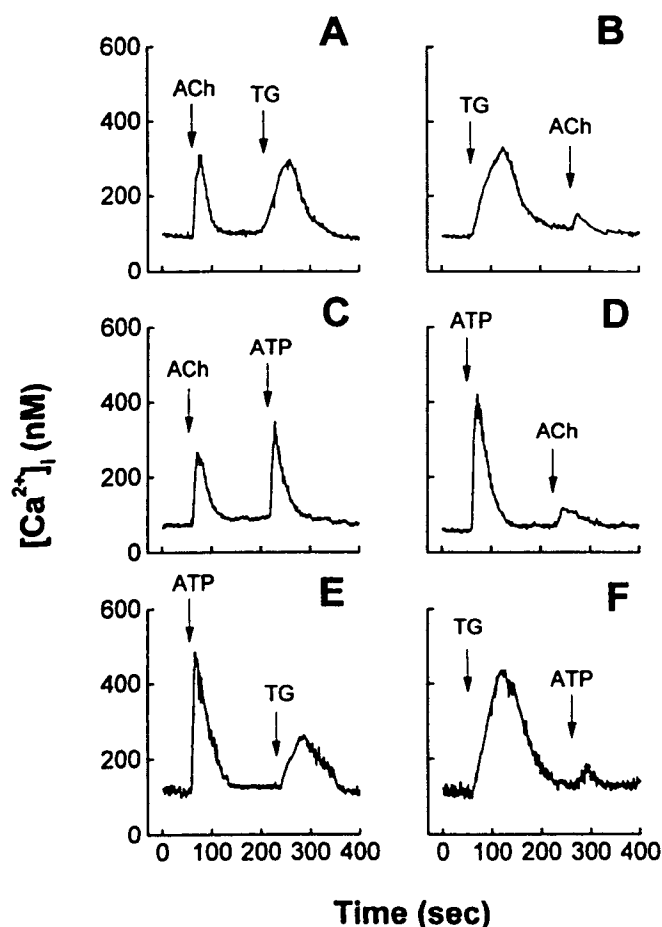 A
B
600
400
200
0
ACh
TG
TG
ACh
C
D
600
400
200
0
ACh
ATP
ATP
ACh
E
F
600
400
200
0
ATP
TG
TG
ATP
0 100 200 300 400
0 100 200 300 400
[Ca²⁺]ᵢ (nM)
Time (sec)